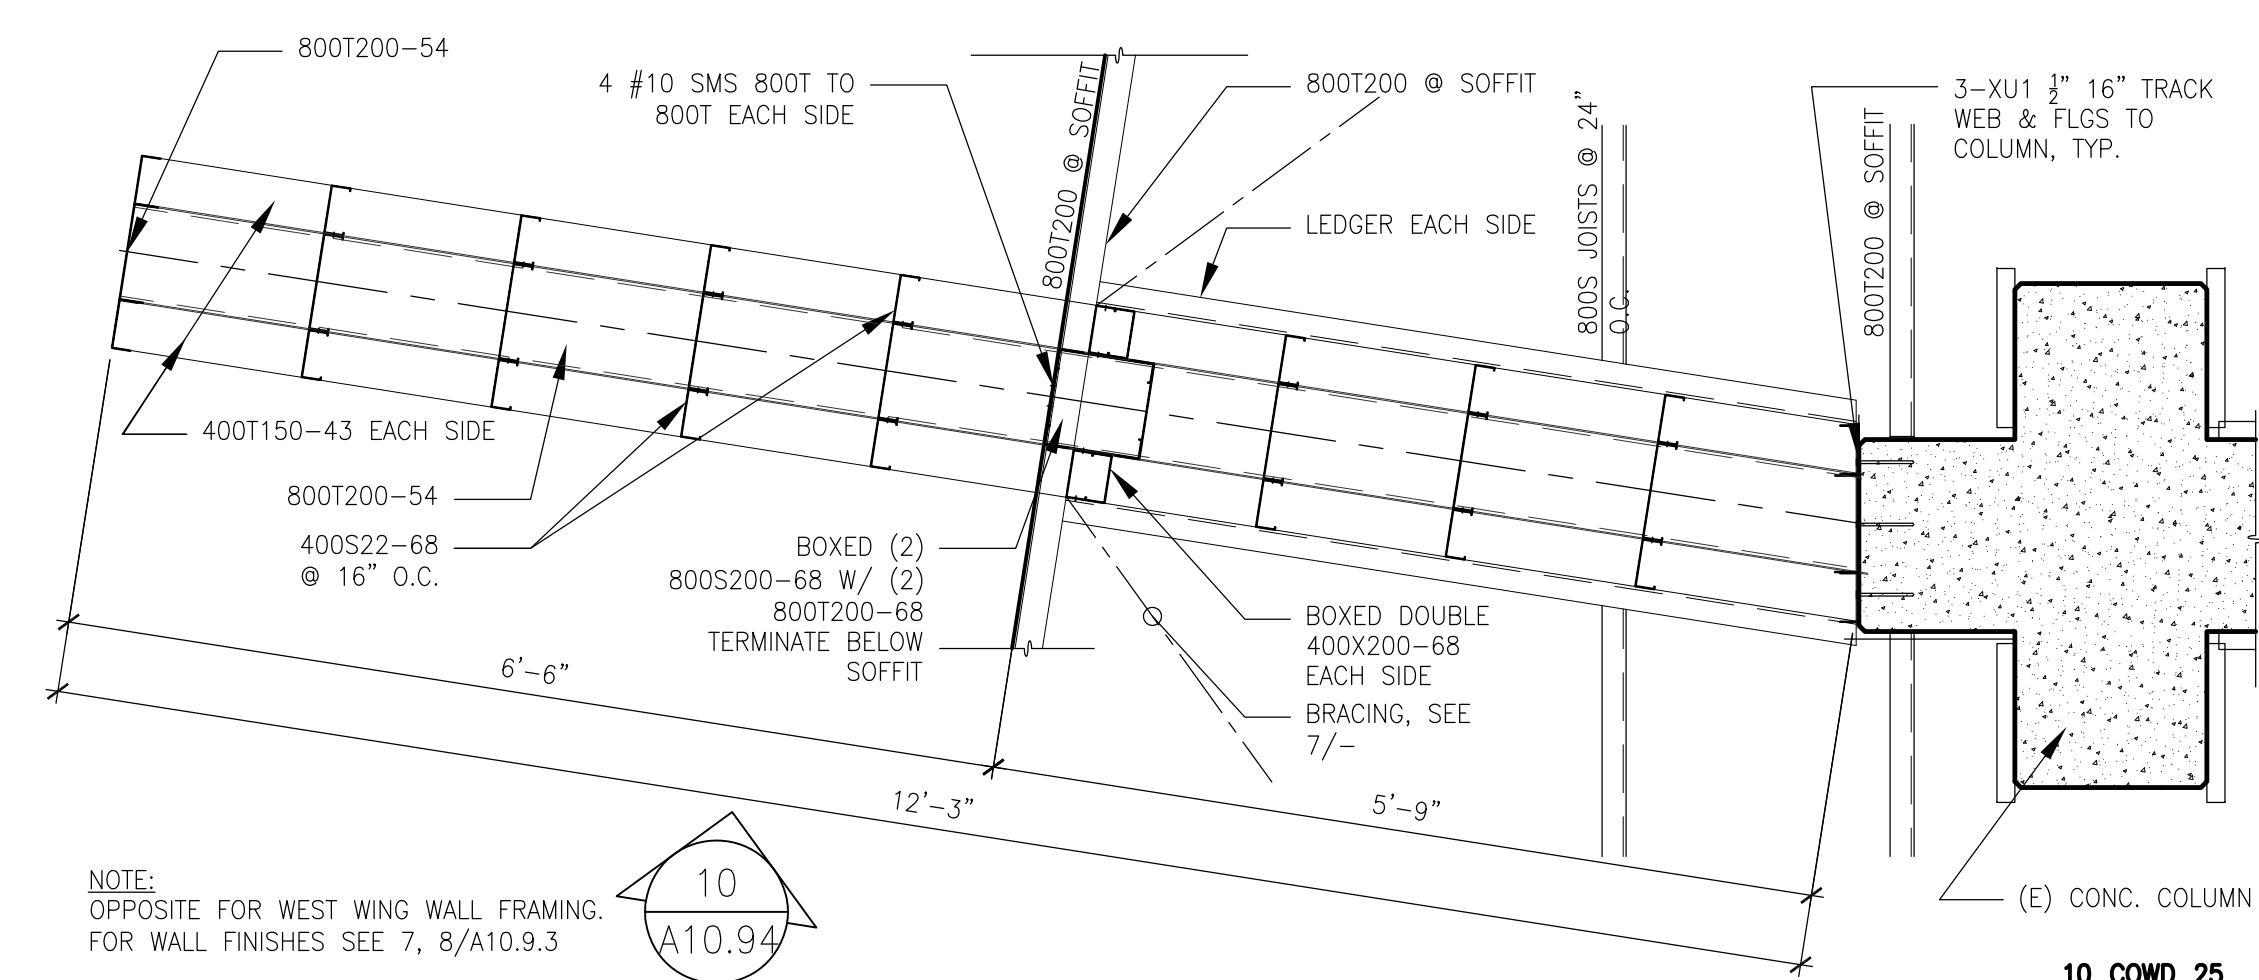 800T200-54
4 #10 SMS 800T TO
800T EACH SIDE
800T200 @ SOFFIT
800T200 @ SOFFIT
LEDGER EACH SIDE
800S JOISTS @ 24"
O.C.
800T200 @ SOFFIT
3-XU1 ½" 16" TRACK
WEB & FLGS TO
COLUMN, TYP.
400T150-43 EACH SIDE
800T200-54
400S22-68
@ 16" O.C.
BOXED (2)
800S200-68 W/ (2)
800T200-68
TERMINATE BELOW
SOFFIT
BOXED DOUBLE
400X200-68
EACH SIDE
BRACING, SEE
7/-
6'-6"
12'-3"
5'-9"
NOTE:
OPPOSITE FOR WEST WING WALL FRAMING.
FOR WALL FINISHES SEE 7, 8/A10.9.3
10
A10.94
(E) CONC. COLUMN
10 COWD 25